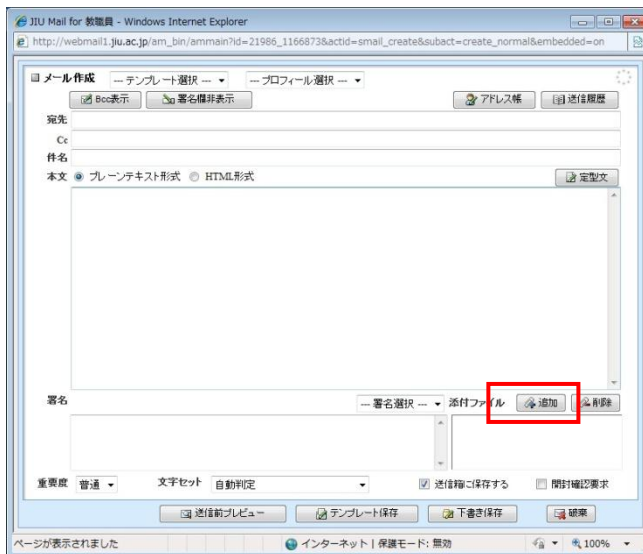 JIU Mail for 教職員 - Windows Internet Explorer
http://webmail1.jiu.ac.jp/am_bin/ammain?id=21986_1166873&actid=smail_create&subact=create_normal&embedded=on
メール作成 --- テンプレート選択 --- --- プロフィール選択 ---
Bcc表示 署名欄非表示 アドレス帳 送信履歴
宛先
Cc
件名
本文 プレーンテキスト形式 HTML形式 定型文
署名 --- 署名選択 --- 添付ファイル 追加 削除
重要度 普通 文字セット 自動判定 送信箱に保存する 開封確認要求
送信前プレビュー テンプレート保存 下書き保存 破棄
ページが表示されました インターネット | 保護モード: 無効 100%